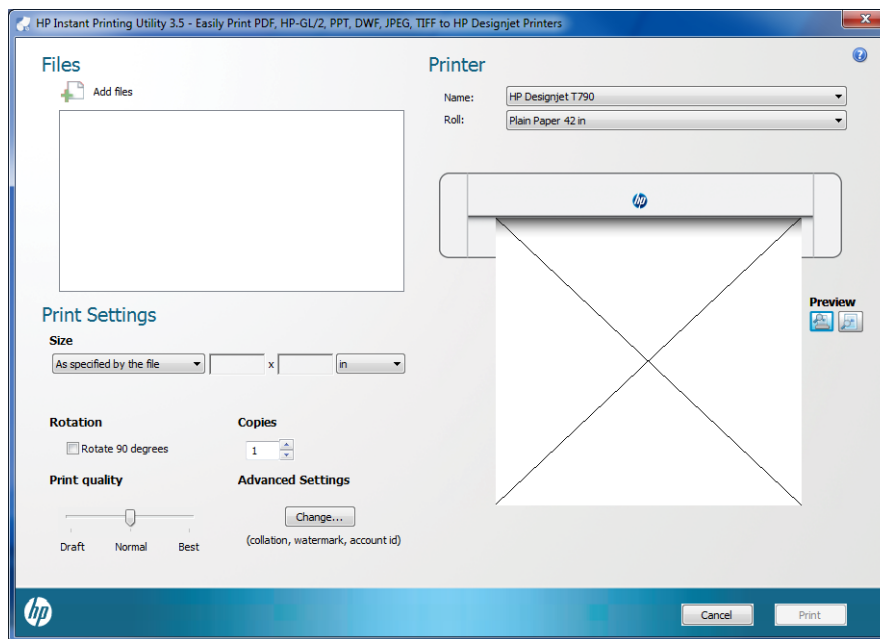 HP Instant Printing Utility 3.5 - Easily Print PDF, HP-GL/2, PPT, DWF, JPEG, TIFF to HP Designjet Printers
Files
Add files
Printer
Name: HP Designjet T790
Roll: Plain Paper 42 in
hp
Preview
Print Settings
Size
As specified by the file x in
Rotation
Rotate 90 degrees
Copies
1
Print quality
Draft Normal Best
Advanced Settings
Change...
(collation, watermark, account id)
hp
Cancel Print